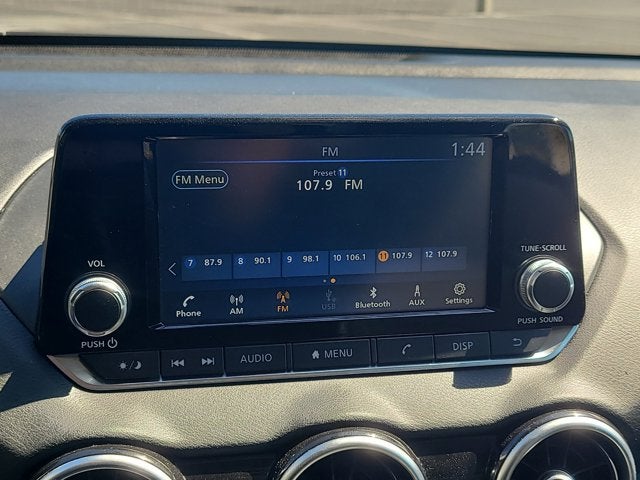 FM 1:44
Preset 11
FM Menu
107.9 FM
7 87.9 8 90.1 9 98.1 10 106.1 11 107.9 12 107.9
Phone AM FM USB Bluetooth AUX Settings
VOL
PUSH
TUNE·SCROLL
PUSH SOUND
AUDIO MENU DISP